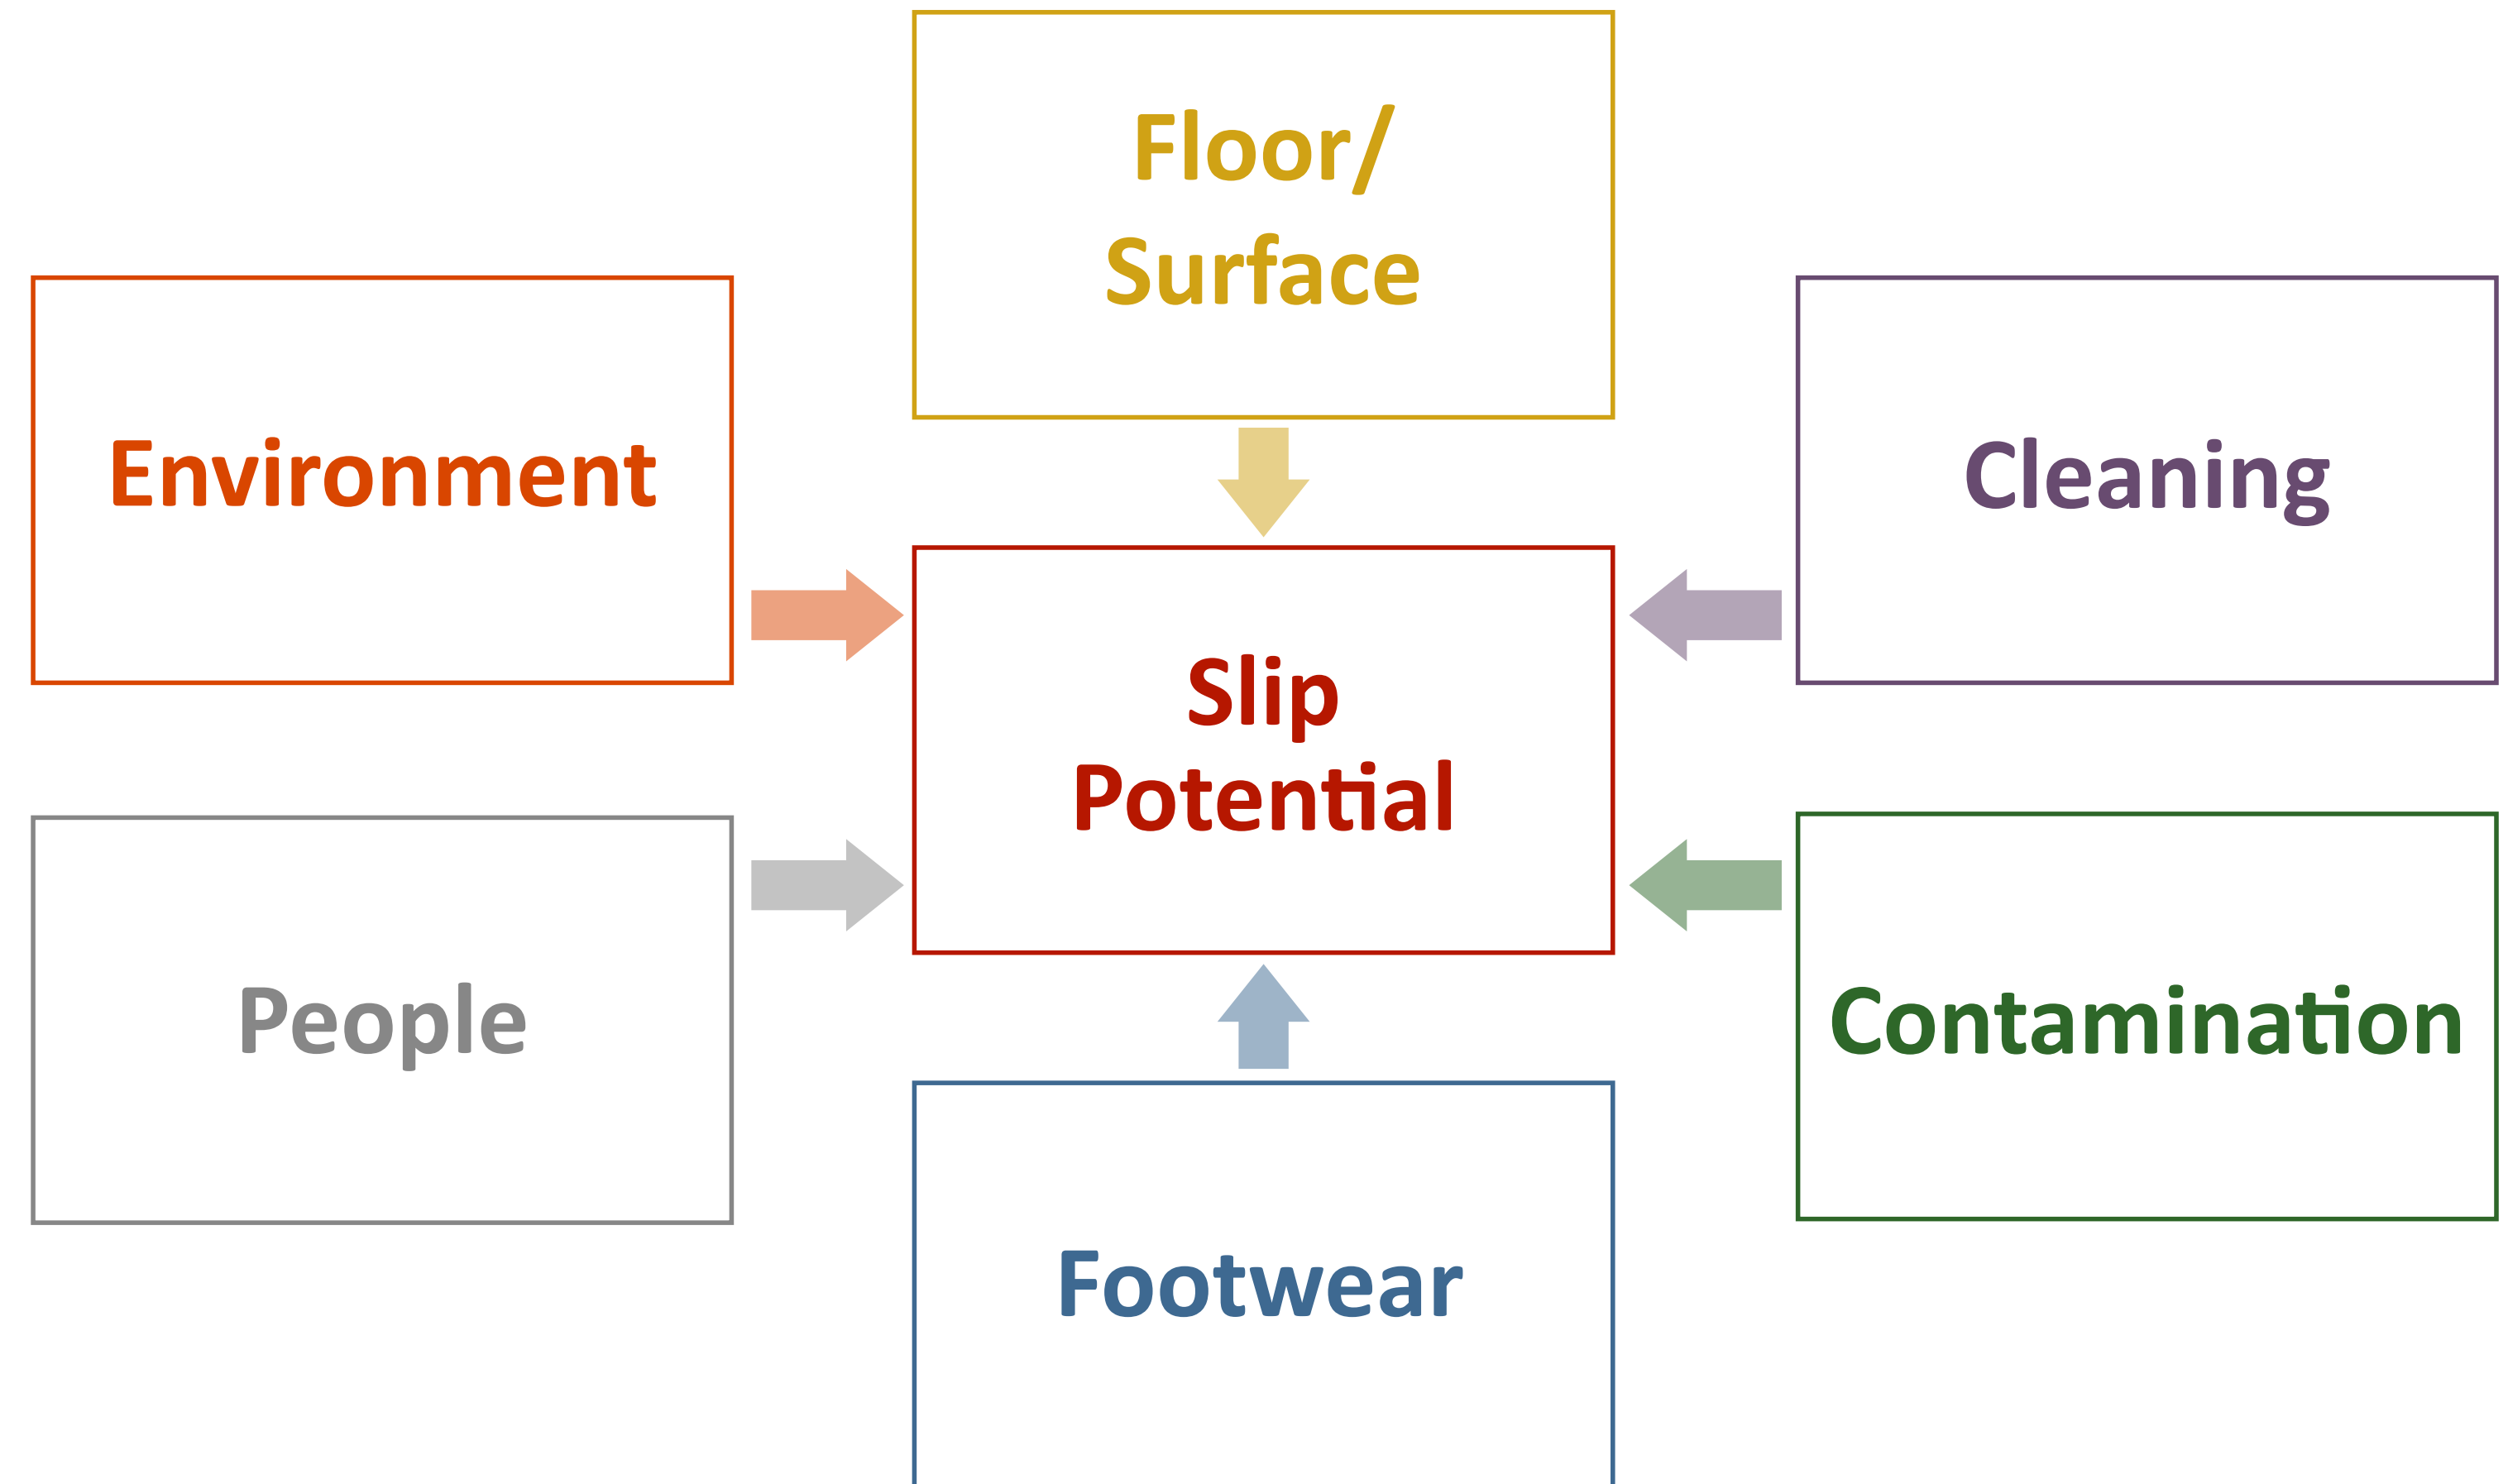 Floor/
Surface
Environment
Cleaning
Slip
Potential
People
Contamination
Footwear